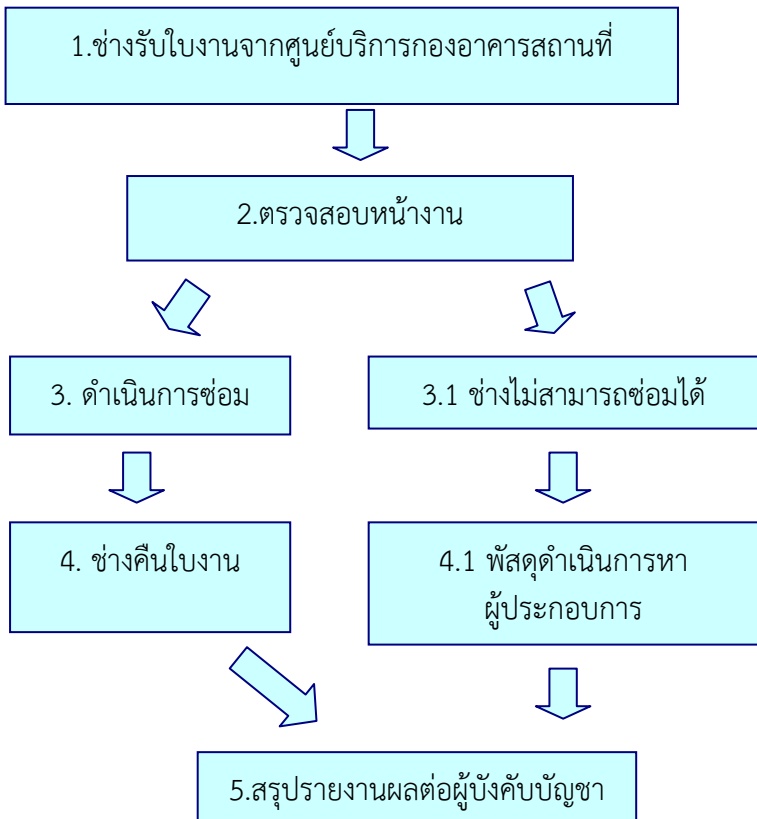 1.ช่างรับใบงานจากศูนย์บริการกองอาคารสถานที่
2.ตรวจสอบหน้างาน
3. ดำเนินการซ่อม
3.1 ช่างไม่สามารถซ่อมได้
4. ช่างคืนใบงาน
4.1 พัสดุดำเนินการหา
ผู้ประกอบการ
5.สรุปรายงานผลต่อผู้บังคับบัญชา